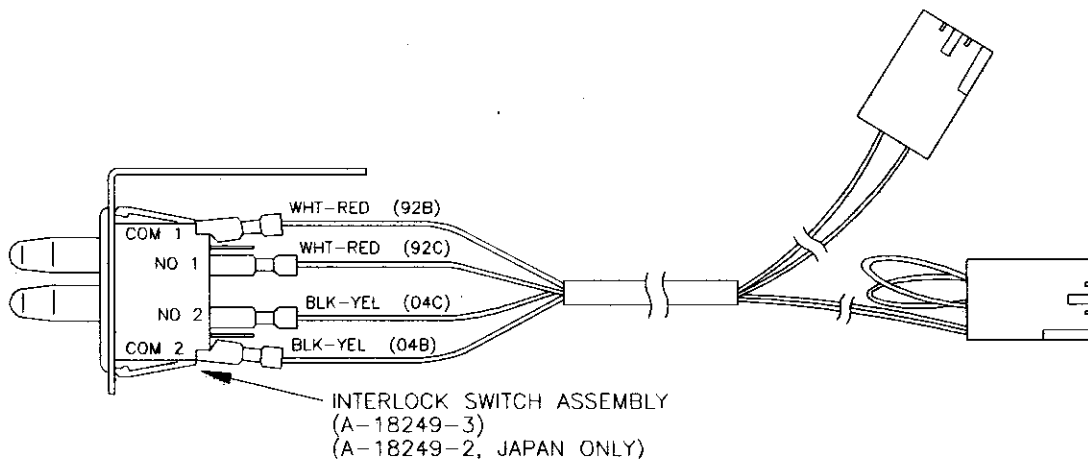 WHT-RED (92B)
COM 1
WHT-RED (92C)
NO 1
BLK-YEL (04C)
NO 2
BLK-YEL (04B)
COM 2
INTERLOCK SWITCH ASSEMBLY
(A-18249-3)
(A-18249-2, JAPAN ONLY)